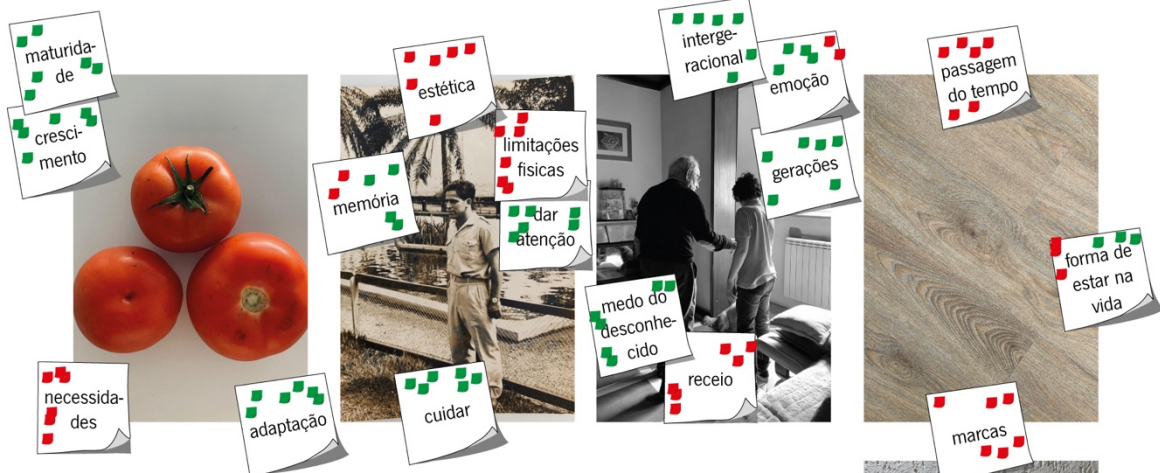 maturida-
de
cresci-
mento
necessida-
des
adaptação
estética
limitações
fisicas
memória
dar
atenção
cuidar
interge-
racional
emoção
gerações
medo do
desconhe-
cido
receio
passagem
do tempo
forma de
estar na
vida
marcas